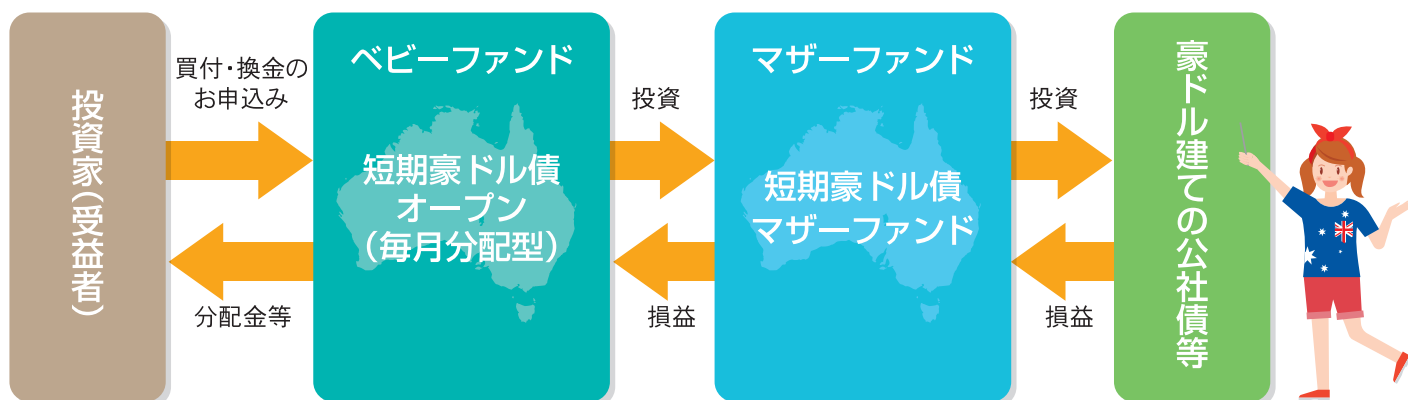 投資家(受益者)
買付・換金の
お申込み
分配金等
ベビーファンド
短期豪ドル債
オープン
(毎月分配型)
投資
損益
マザーファンド
短期豪ドル債
マザーファンド
投資
損益
豪ドル建ての公社債等